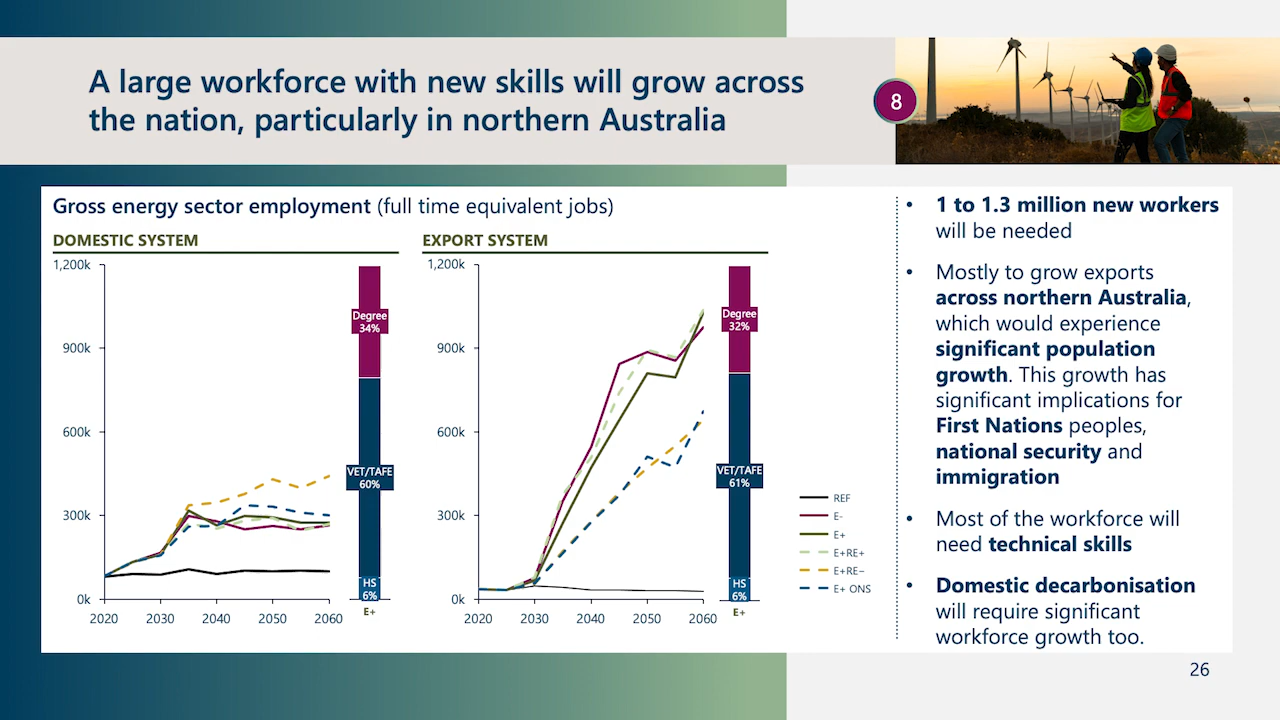 A large workforce with new skills will grow across
the nation, particularly in northern Australia
8
Gross energy sector employment (full time equivalent jobs)
DOMESTIC SYSTEM
1,200k
900k
600k
300k
0k
2020 2030 2040 2050 2060
Degree
34%
VET/TAFE
60%
HS
6%
E+
EXPORT SYSTEM
1,200k
900k
600k
300k
0k
2020 2030 2040 2050 2060
Degree
32%
VET/TAFE
61%
HS
6%
E+
REF
E-
E+
E+RE+
E+RE−
E+ ONS
• 1 to 1.3 million new workers
will be needed
• Mostly to grow exports
across northern Australia,
which would experience
significant population
growth. This growth has
significant implications for
First Nations peoples,
national security and
immigration
• Most of the workforce will
need technical skills
• Domestic decarbonisation
will require significant
workforce growth too.
26